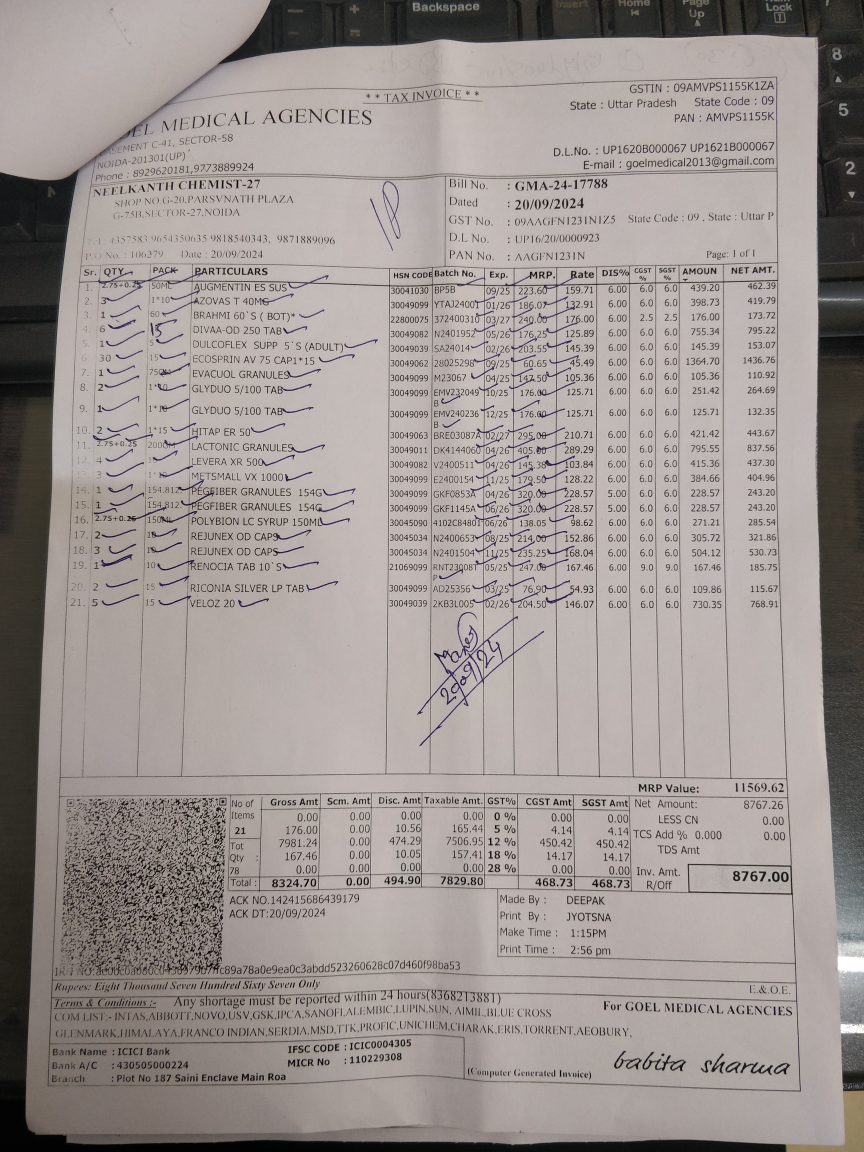 Backspace
Insert
Home
Page
Up
Lock
8
5
2
** TAX INVOICE **
GSTIN : 09AMVPS1155K1ZA
State : Uttar Pradesh State Code : 09
PAN : AMVPS1155K
OEL MEDICAL AGENCIES
SEMENT C-41, SECTOR-58
NOIDA-201301(UP)
Phone : 8929620181,9773889924
D.L.No. : UP1620B000067 UP1621B000067
E-mail : goelmedical2013@gmail.com
NEELKANTH CHEMIST-27
SHOP NO.G-20.PARSVNATH PLAZA
G-75B.SECTOR-27.NOIDA
4357583,9654350635 9818540343, 9871889096
P.O No. : 106279 Date : 20/09/2024
Bill No. : GMA-24-17788
Dated : 20/09/2024
GST No. : 09AAGFN1231N1Z5 State Code : 09 , State : Uttar P
D.L No. : UP16/20/0000923
PAN No. : AAGFN1231N
Page: 1 of 1
Sr. QTY PACK PARTICULARS HSN CODE Batch No. Exp. MRP. Rate DIS% CGST % SGST % AMOUN NET AMT.
1. 2.75+0.25 50ML AUGMENTIN ES SUS 30041030 BPSB 09/25 223.60 159.71 6.00 6.0 6.0 439.20 462.39
2. 3 1*10 AZOVAS T 40MG 30049099 YTAJ24001 01/26 186.07 132.91 6.00 6.0 6.0 398.73 419.79
3. 1 60 BRAHMI 60`S ( BOT)* 22800075 372400310 03/27 240.00 176.00 6.00 2.5 2.5 176.00 173.72
4. 6 15 DIVAA-OD 250 TAB 30049082 N2401952 05/26 176.25 125.89 6.00 6.0 6.0 755.34 795.22
5. 1 5 DULCOFLEX SUPP 5`S (ADULT) 30049039 SA24014 02/26 203.55 145.39 6.00 6.0 6.0 145.39 153.07
6. 30 15 ECOSPRIN AV 75 CAP1*15 30049062 28025298 09/25 60.65 45.49 6.00 6.0 6.0 1364.70 1436.76
7. 1 EVACUOL GRANULES 30049099 M23067 04/25 147.50 105.36 6.00 6.0 6.0 105.36 110.92
8. 2 1*10 GLYDUO 5/100 TAB 30049099 EMV232049 10/25 176.00 125.71 6.00 6.0 6.0 251.42 264.69
B
9. 1 1*10 GLYDUO 5/100 TAB 30049099 EMV240236 12/25 176.00 125.71 6.00 6.0 6.0 125.71 132.35
B
10. 2 1*15 HITAP ER 50 30049063 BRE03087A 02/27 295.00 210.71 6.00 6.0 6.0 421.42 443.67
11. 2.75+0.25 200GM LACTONIC GRANULES 30049011 DK4144060 04/26 405.00 289.29 6.00 6.0 6.0 795.55 837.56
12. 4 LEVERA XR 500 30049082 V2400511 04/26 145.38 103.84 6.00 6.0 6.0 415.36 437.30
13. 3 1*10 METSMALL VX 1000 30049099 E2400154 11/25 179.50 128.22 6.00 6.0 6.0 384.66 404.96
14. 1 154.812 PEGFIBER GRANULES 154G 30049099 GKF0853A 04/26 320.00 228.57 5.00 6.0 6.0 228.57 243.20
15. 1 154.812 PEGFIBER GRANULES 154G 30049099 GKF1145A 06/26 320.00 228.57 5.00 6.0 6.0 228.57 243.20
16. 2.75+0.25 150ML POLYBION LC SYRUP 150ML 30045090 4102C84801 06/26 138.05 98.62 6.00 6.0 6.0 271.21 285.54
17. 2 10 REJUNEX OD CAPS 30045034 N2400653 08/25 214.00 152.86 6.00 6.0 6.0 305.72 321.86
18. 3 10 REJUNEX OD CAPS 30045034 N2401504 11/25 235.25 168.04 6.00 6.0 6.0 504.12 530.73
19. 1 10 RENOCIA TAB 10`S 21069099 RNT23008T 05/25 247.00 167.46 6.00 9.0 9.0 167.46 185.75
P
20. 2 15 RICONIA SILVER LP TAB 30049099 AD25356 03/25 76.90 54.93 6.00 6.0 6.0 109.86 115.67
21. 5 15 VELOZ 20 30049039 2KB3L005 02/26 204.50 146.07 6.00 6.0 6.0 730.35 768.91
MRP Value: 11569.62
No of Items 21
Tot Qty : 78
Gross Amt Scm. Amt Disc. Amt Taxable Amt. GST% CGST Amt SGST Amt
0.00 0.00 0.00 0.00 0 % 0.00 0.00
176.00 0.00 10.56 165.44 5 % 4.14 4.14
7981.24 0.00 474.29 7506.95 12 % 450.42 450.42
167.46 0.00 10.05 157.41 18 % 14.17 14.17
0.00 0.00 0.00 0.00 28 % 0.00 0.00
Total : 8324.70 0.00 494.90 7829.80 468.73 468.73
Net Amount: 8767.26
LESS CN 0.00
TCS Add % 0.000 0.00
TDS Amt
Inv. Amt. 8767.00
R/Off
ACK NO.142415686439179
ACK DT:20/09/2024
Made By : DEEPAK
Print By : JYOTSNA
Make Time : 1:15PM
Print Time : 2:56 pm
Rupees: Eight Thousand Seven Hundred Sixty Seven Only
E.& O.E.
Terms & Conditions :- Any shortage must be reported within 24 hours(8368213881)
COM LIST:- INTAS,ABBOTT,NOVO,USV,GSK,IPCA,SANOFI,ALEMBIC,LUPIN,SUN, AIMIL,BLUE CROSS
GLENMARK,HIMALAYA,FRANCO INDIAN,SERDIA,MSD,TTK,PROFIC,UNICHEM,CHARAK,ERIS,TORRENT,AEOBURY,
For GOEL MEDICAL AGENCIES
Bank Name : ICICI Bank
Bank A/C : 430505000224
Branch : Plot No 187 Saini Enclave Main Roa
IFSC CODE : ICIC0004305
MICR No : 110229308
(Computer Generated Invoice)
babita sharma